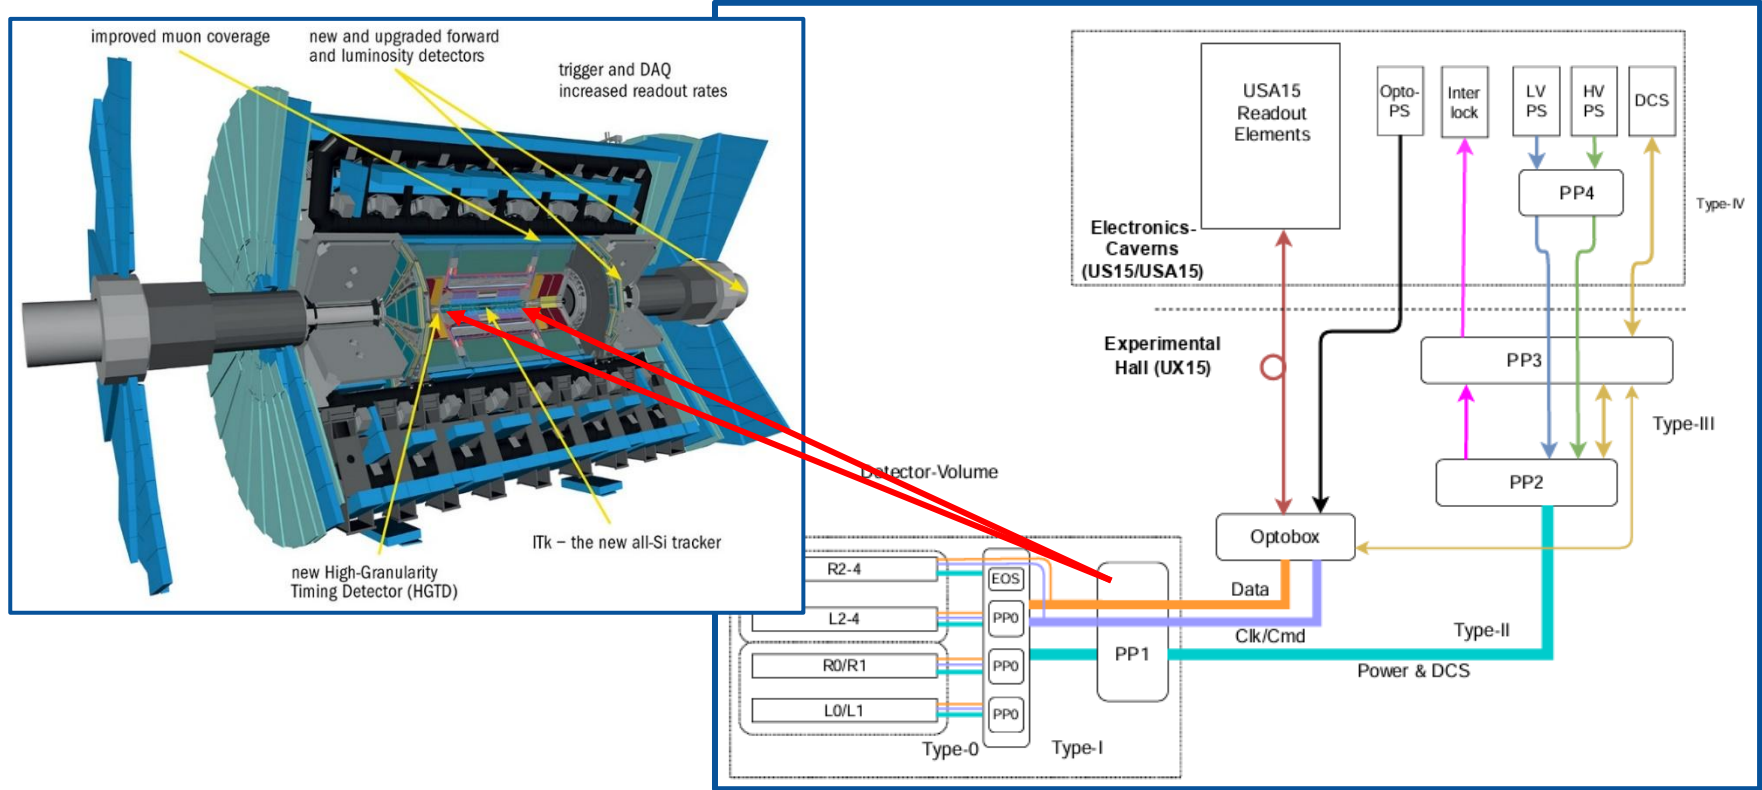 improved muon coverage
new and upgraded forward
and luminosity detectors
trigger and DAQ
increased readout rates
ITk – the new all-Si tracker
new High-Granularity
Timing Detector (HGTD)
USA15
Readout
Elements
Opto-
PS
Inter
lock
LV
PS
HV
PS
DCS
PP4
Type-IV
Electronics-
Caverns
(US15/USA15)
Experimental
Hall (UX15)
PP3
Type-III
PP2
Detector-Volume
Optobox
R2-4
EOS
Data
L2-4
PP0
Clk/Cmd
Type-II
PP1
R0/R1
PP0
Power & DCS
L0/L1
PP0
Type-0
Type-I